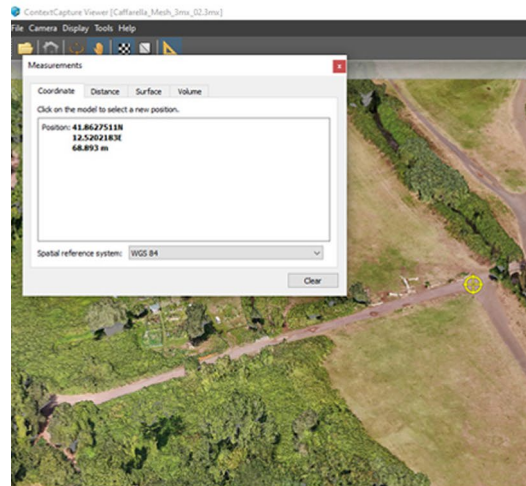 ContextCapture Viewer [Caffarella_Mesh_3mx_02.3mx]
File Camera Display Tools Help
Measurements
x
Coordinate Distance Surface Volume
Click on the model to select a new position.
Position: 41.8627511N
12.5202183E
68.893 m
Spatial reference system: WGS 84
Clear